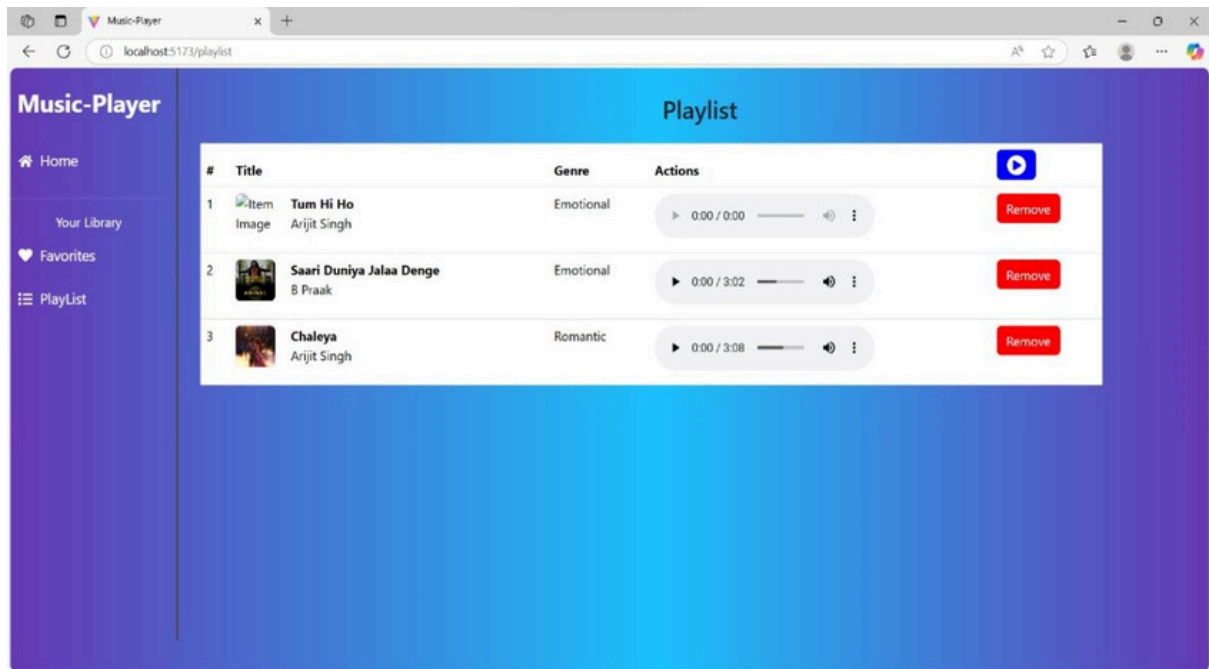 Music-Player
localhost:5173/playlist
Music-Player
Home
Your Library
Favorites
PlayList
Playlist
# Title Genre Actions
1 Item Image Tum Hi Ho Emotional 0:00 / 0:00 Remove
Arijit Singh
2 Saari Duniya Jalaa Denge Emotional 0:00 / 3:02 Remove
B Praak
3 Chaleya Romantic 0:00 / 3:08 Remove
Arijit Singh